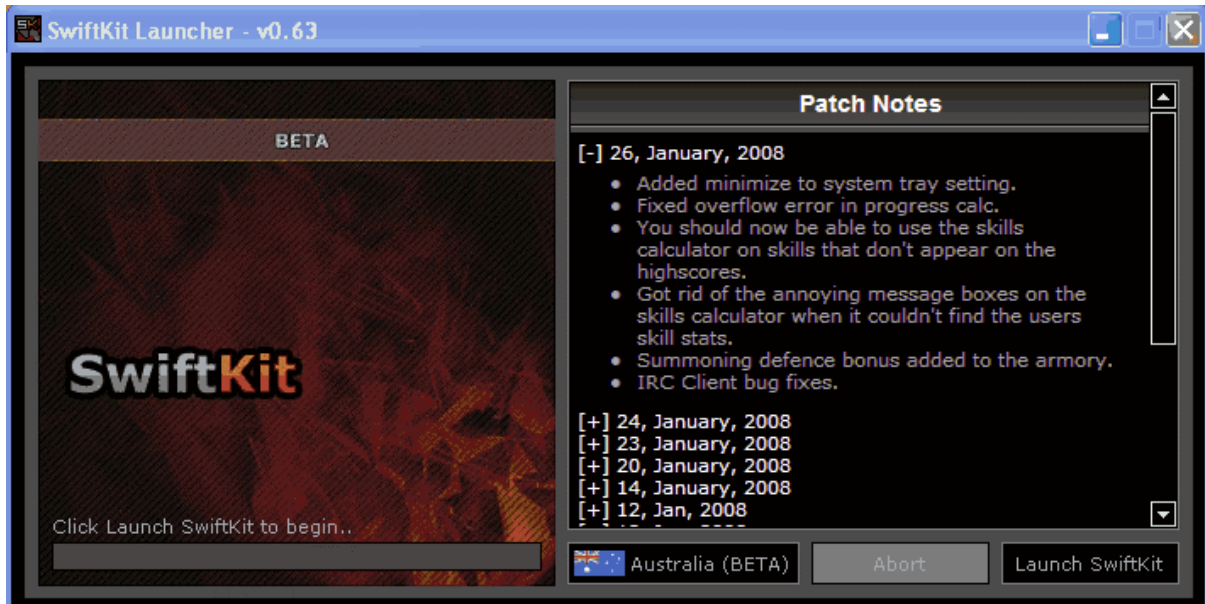 SwiftKit Launcher - v0.63
BETA
SwiftKit
Click Launch SwiftKit to begin..
Patch Notes
[-] 26, January, 2008
Added minimize to system tray setting.
Fixed overflow error in progress calc.
You should now be able to use the skills
calculator on skills that don't appear on the
highscores.
Got rid of the annoying message boxes on the
skills calculator when it couldn't find the users
skill stats.
Summoning defence bonus added to the armory.
IRC Client bug fixes.
[+] 24, January, 2008
[+] 23, January, 2008
[+] 20, January, 2008
[+] 14, January, 2008
[+] 12, Jan, 2008
Australia (BETA)
Abort
Launch SwiftKit